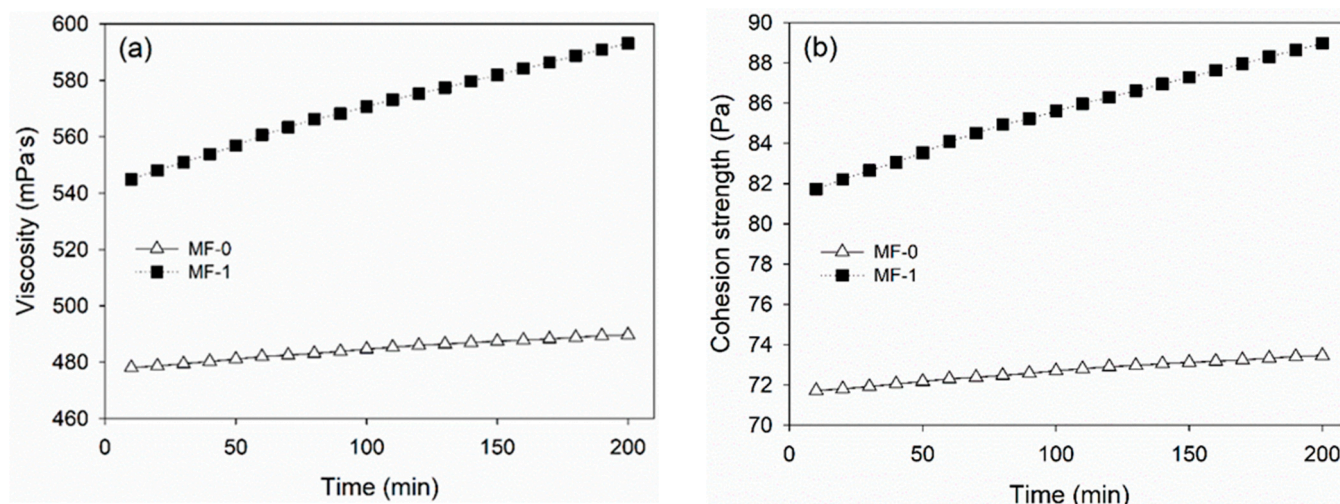 (a)
Viscosity (mPa·s)
600
580
560
540
520
500
480
460
MF-0
MF-1
0 50 100 150 200
Time (min)
(b)
Cohesion strength (Pa)
90
88
86
84
82
80
78
76
74
72
70
MF-0
MF-1
0 50 100 150 200
Time (min)